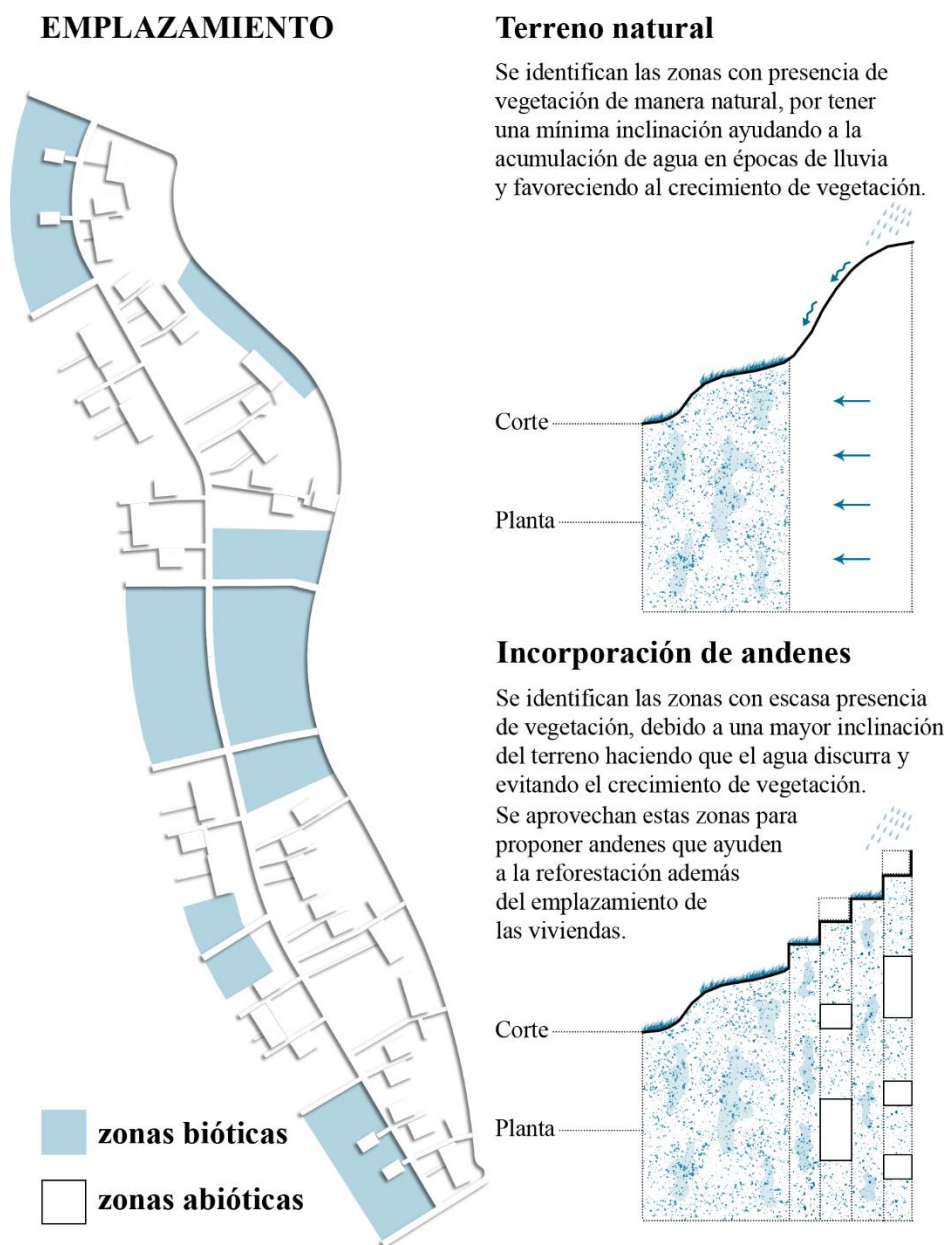 EMPLAZAMIENTO
zonas bióticas
zonas abióticas
Terreno natural
Se identifican las zonas con presencia de
vegetación de manera natural, por tener
una mínima inclinación ayudando a la
acumulación de agua en épocas de lluvia
y favoreciendo al crecimiento de vegetación.
Corte
Planta
Incorporación de andenes
Se identifican las zonas con escasa presencia
de vegetación, debido a una mayor inclinación
del terreno haciendo que el agua discurra y
evitando el crecimiento de vegetación.
Se aprovechan estas zonas para
proponer andenes que ayuden
a la reforestación además
del emplazamiento de
las viviendas.
Corte
Planta